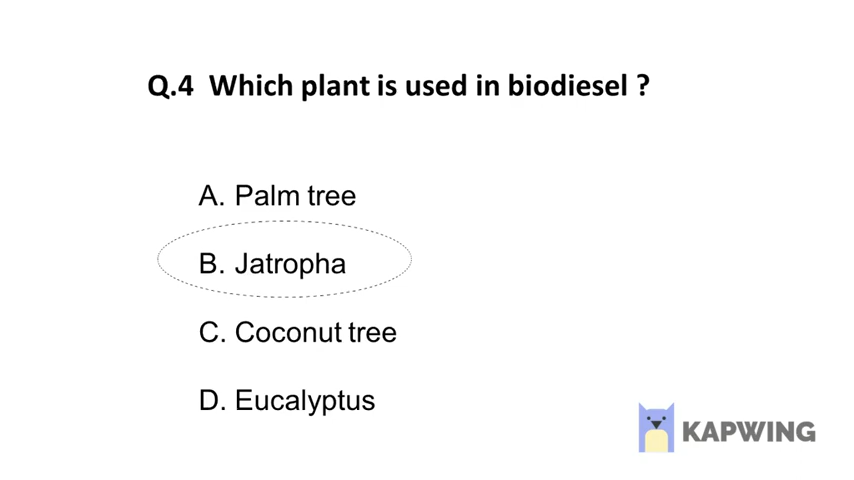 Q.4 Which plant is used in biodiesel ?
A. Palm tree
B. Jatropha
C. Coconut tree
D. Eucalyptus
KAPWING